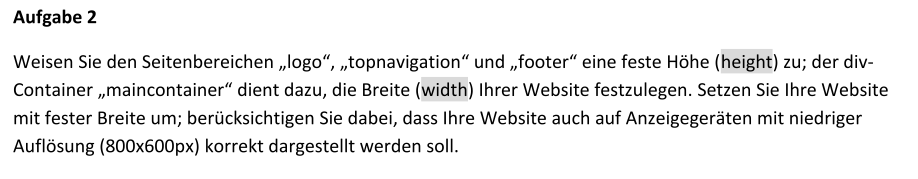 Aufgabe 2
Weisen Sie den Seitenbereichen „logo“, „topnavigation“ und „footer“ eine feste Höhe (height) zu; der div-
Container „maincontainer“ dient dazu, die Breite (width) Ihrer Website festzulegen. Setzen Sie Ihre Website
mit fester Breite um; berücksichtigen Sie dabei, dass Ihre Website auch auf Anzeigegeräten mit niedriger
Auflösung (800x600px) korrekt dargestellt werden soll.